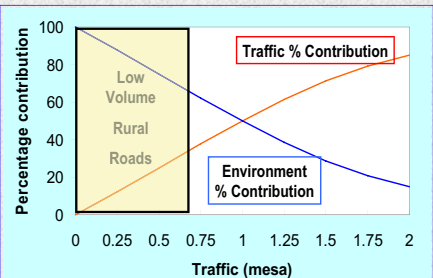 Percentage contribution
100
80
60
40
20
0
Traffic % Contribution
Low
Volume
Rural
Roads
Environment
% Contribution
0 0.25 0.5 0.75 1 1.25 1.5 1.75 2
Traffic (mesa)